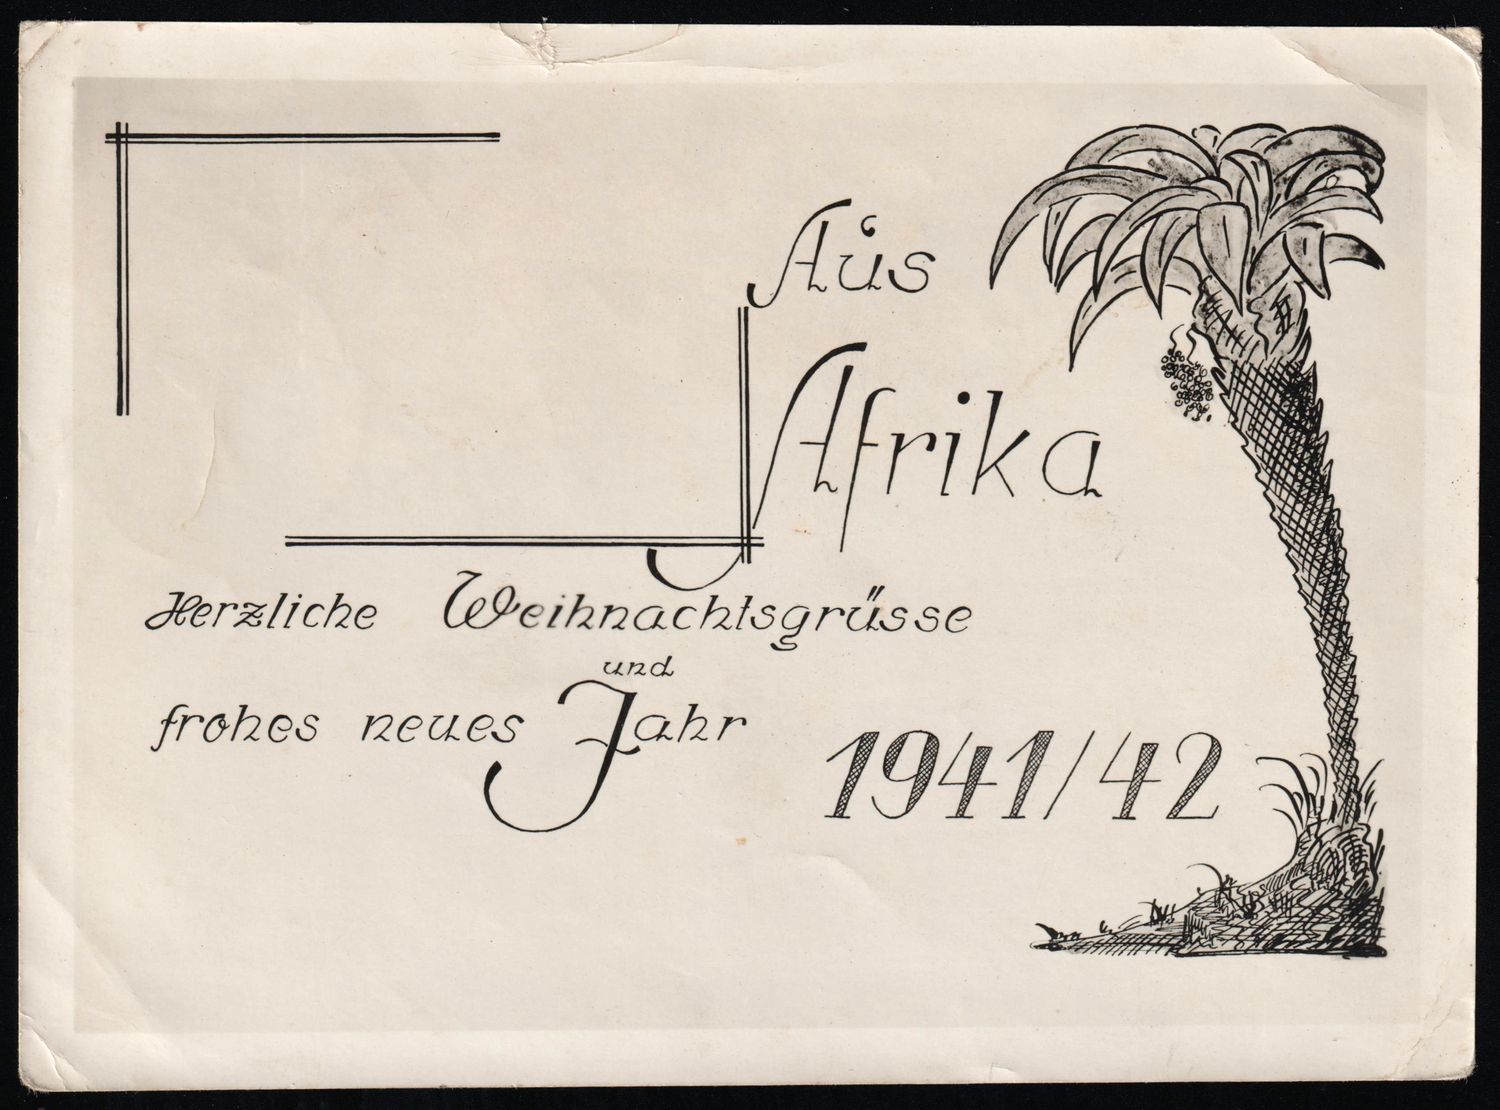 Aus
Afrika
Herzliche Weihnachtsgrüsse
und
frohes neues Jahr
1941/42